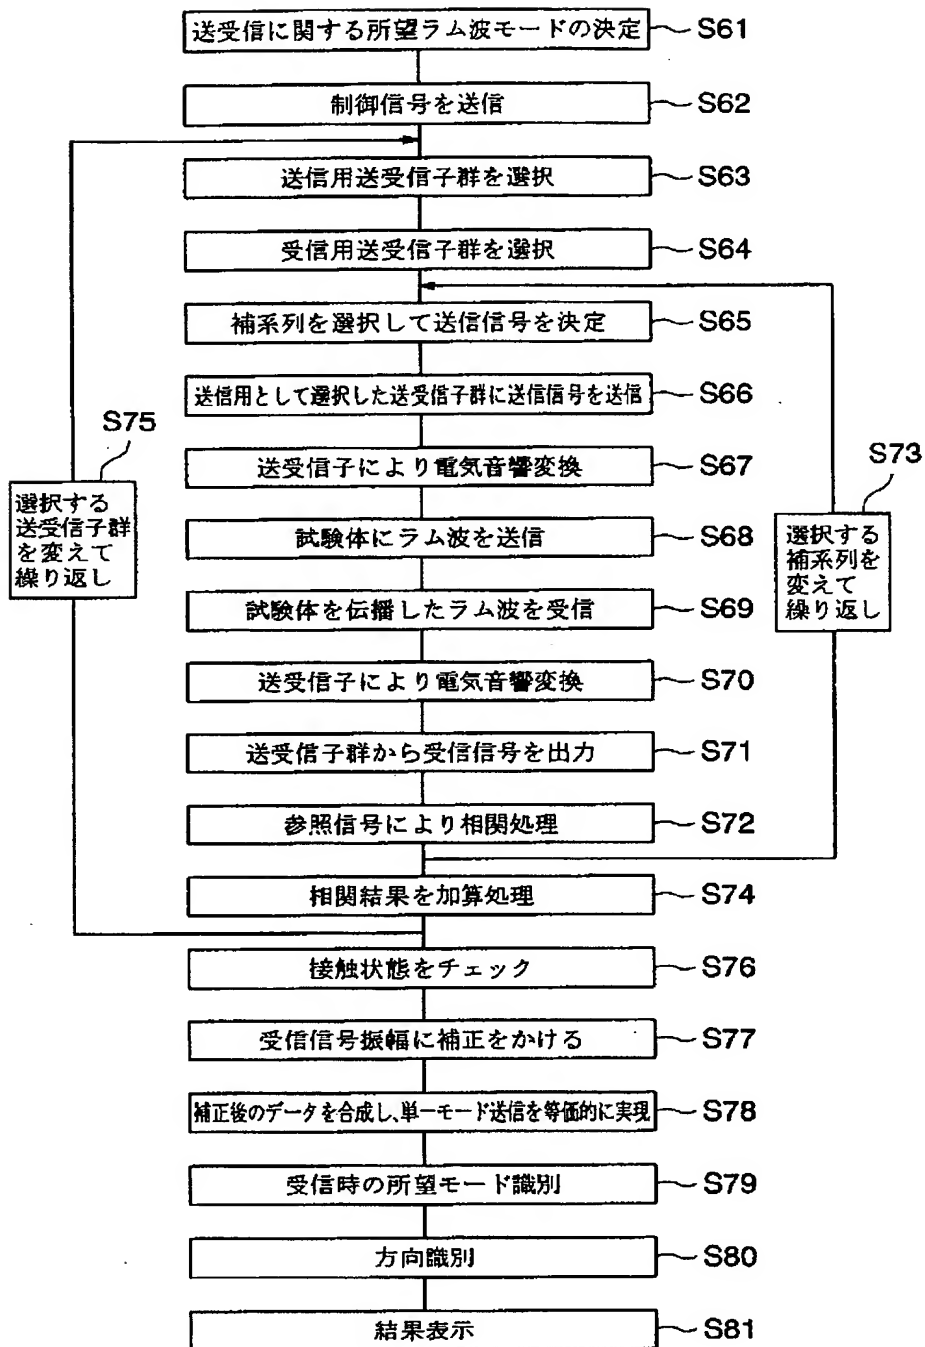 送受信に関する所望ラム波モードの決定 S61
制御信号を送信 S62
送信用送受信子群を選択 S63
受信用送受信子群を選択 S64
補系列を選択して送信信号を決定 S65
送信用として選択した送受信子群に送信信号を送信 S66
S75
選択する
送受信子群
を変えて
繰り返し
送受信子により電気音響変換 S67
S73
選択する
補系列を
変えて
繰り返し
試験体にラム波を送信 S68
試験体を伝播したラム波を受信 S69
送受信子により電気音響変換 S70
送受信子群から受信信号を出力 S71
参照信号により相関処理 S72
相関結果を加算処理 S74
接触状態をチェック S76
受信信号振幅に補正をかける S77
補正後のデータを合成し、単一モード送信を等価的に実現 S78
受信時の所望モード識別 S79
方向識別 S80
結果表示 S81